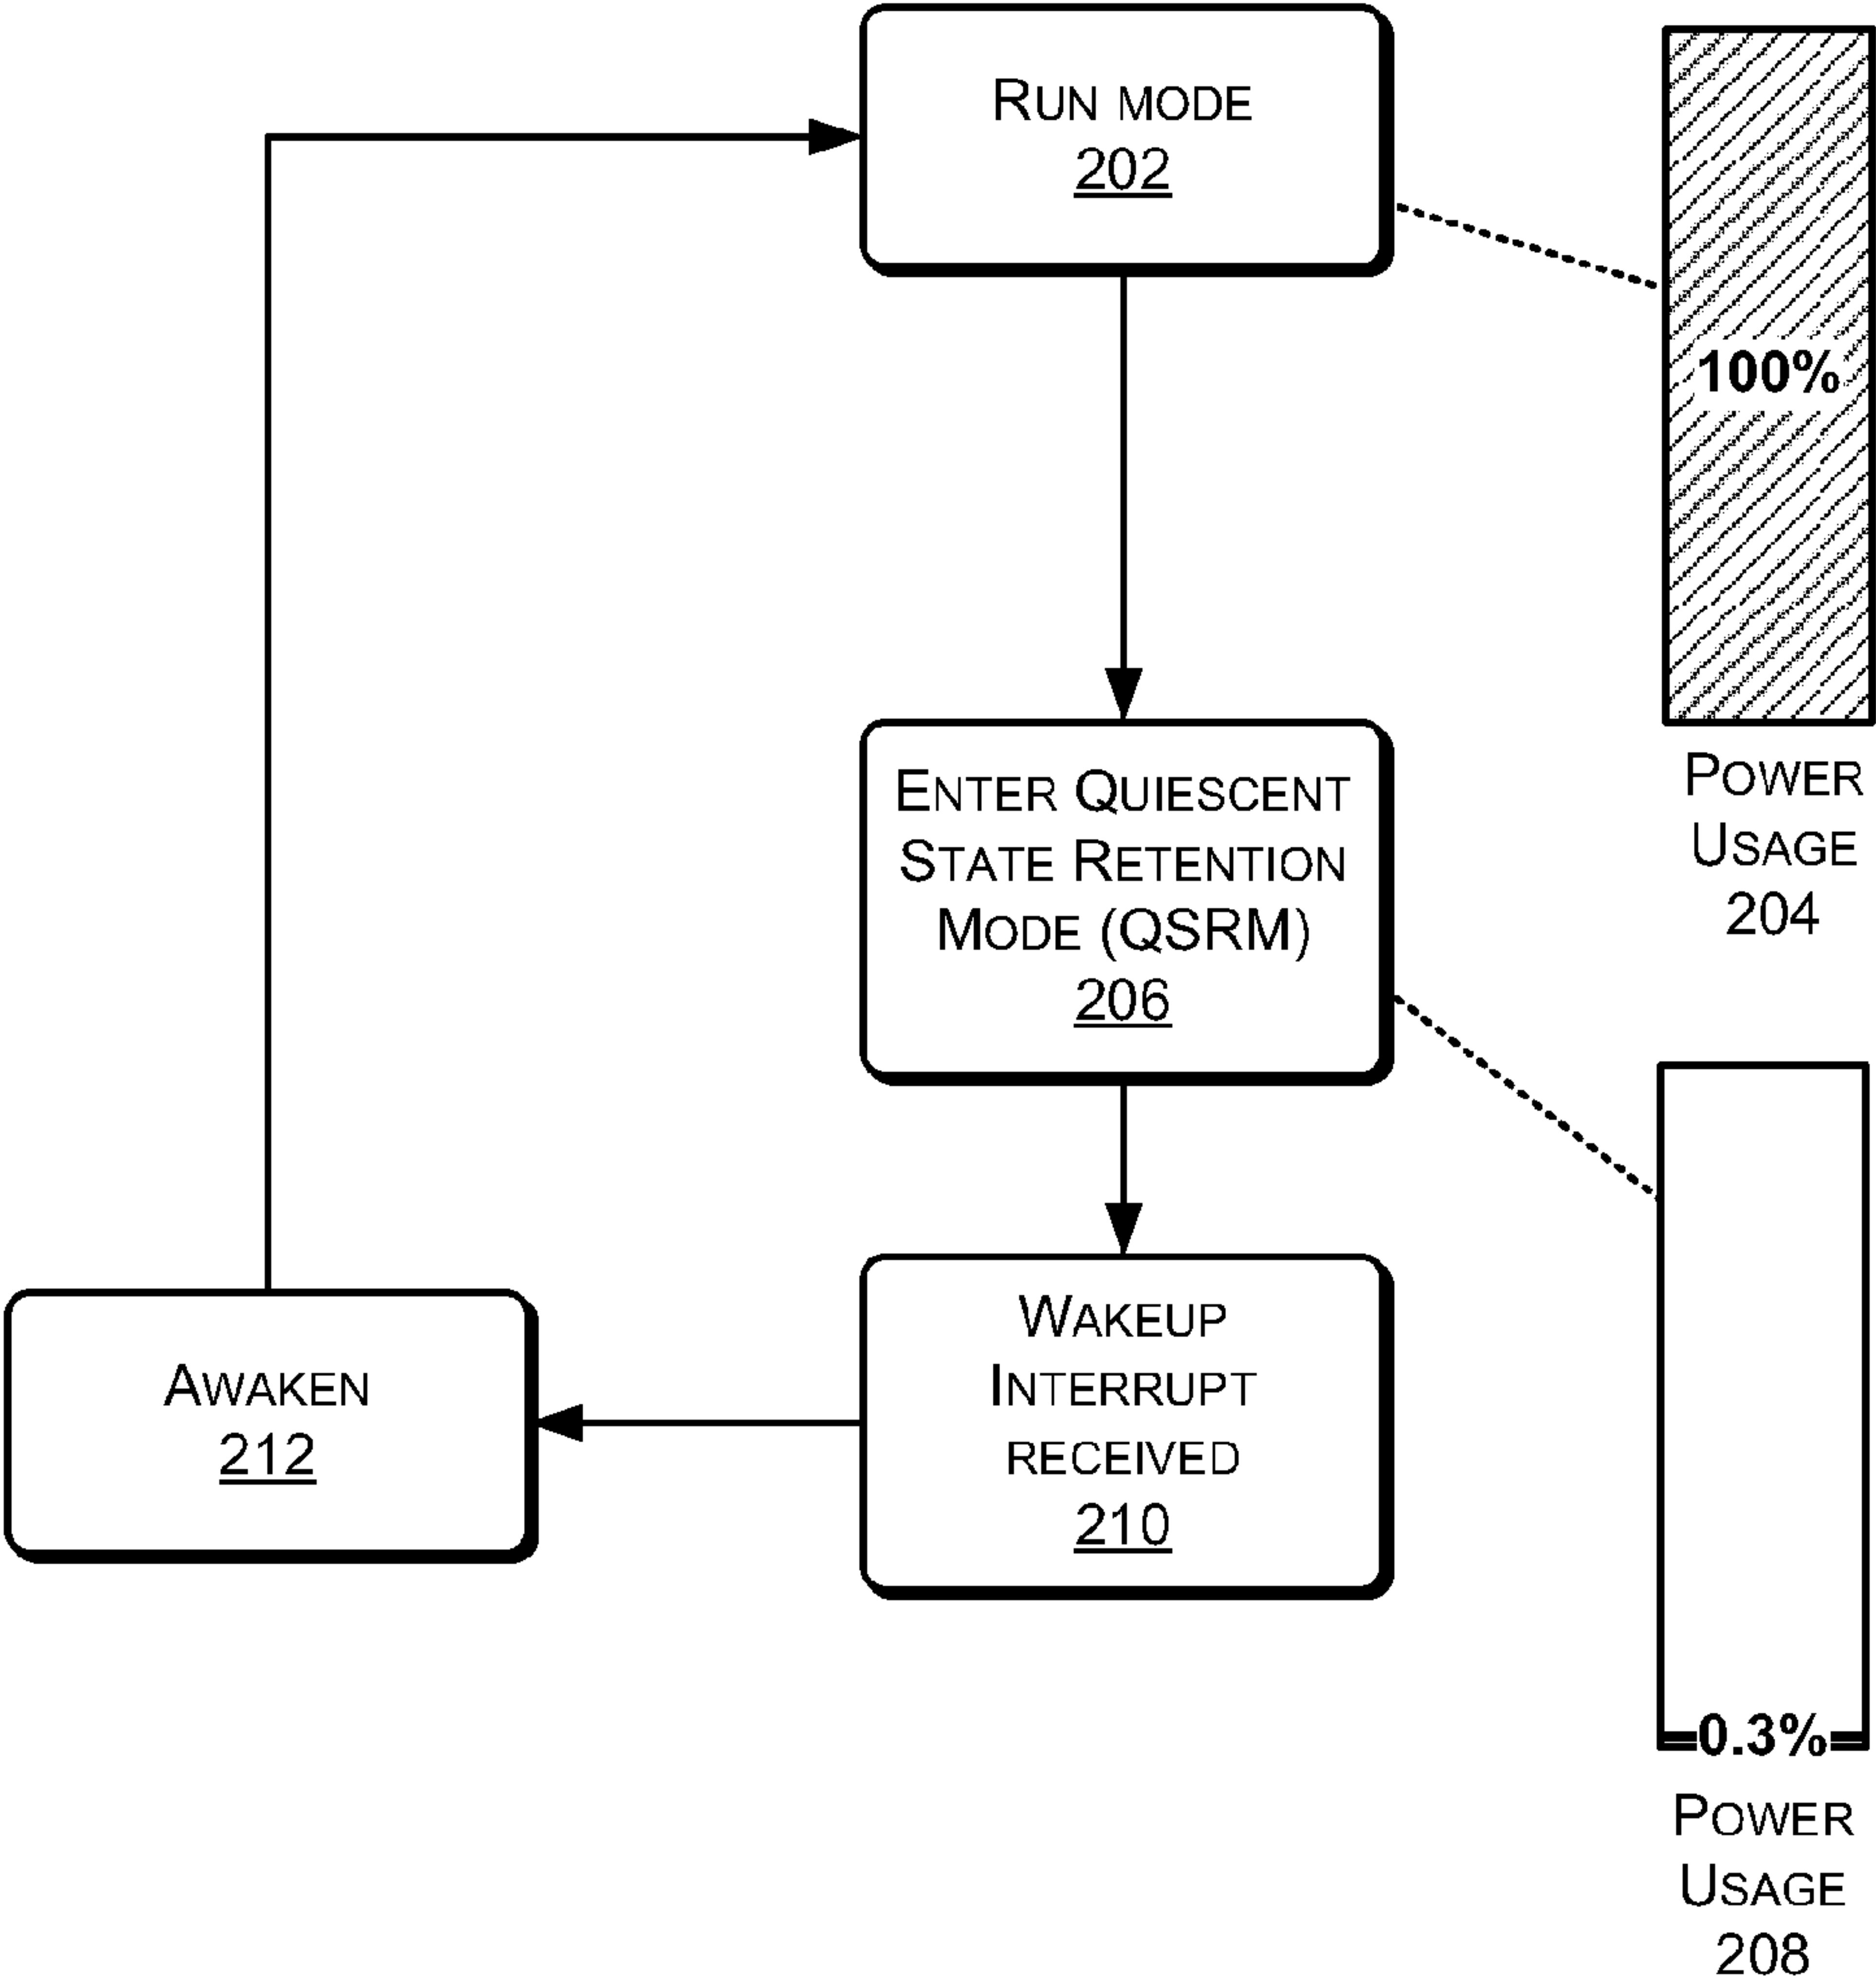 Run mode
202
100%
Power
Usage
204
Enter Quiescent
State Retention
Mode (QSRM)
206
Wakeup
Interrupt
received
210
Awaken
212
0.3%
Power
Usage
208